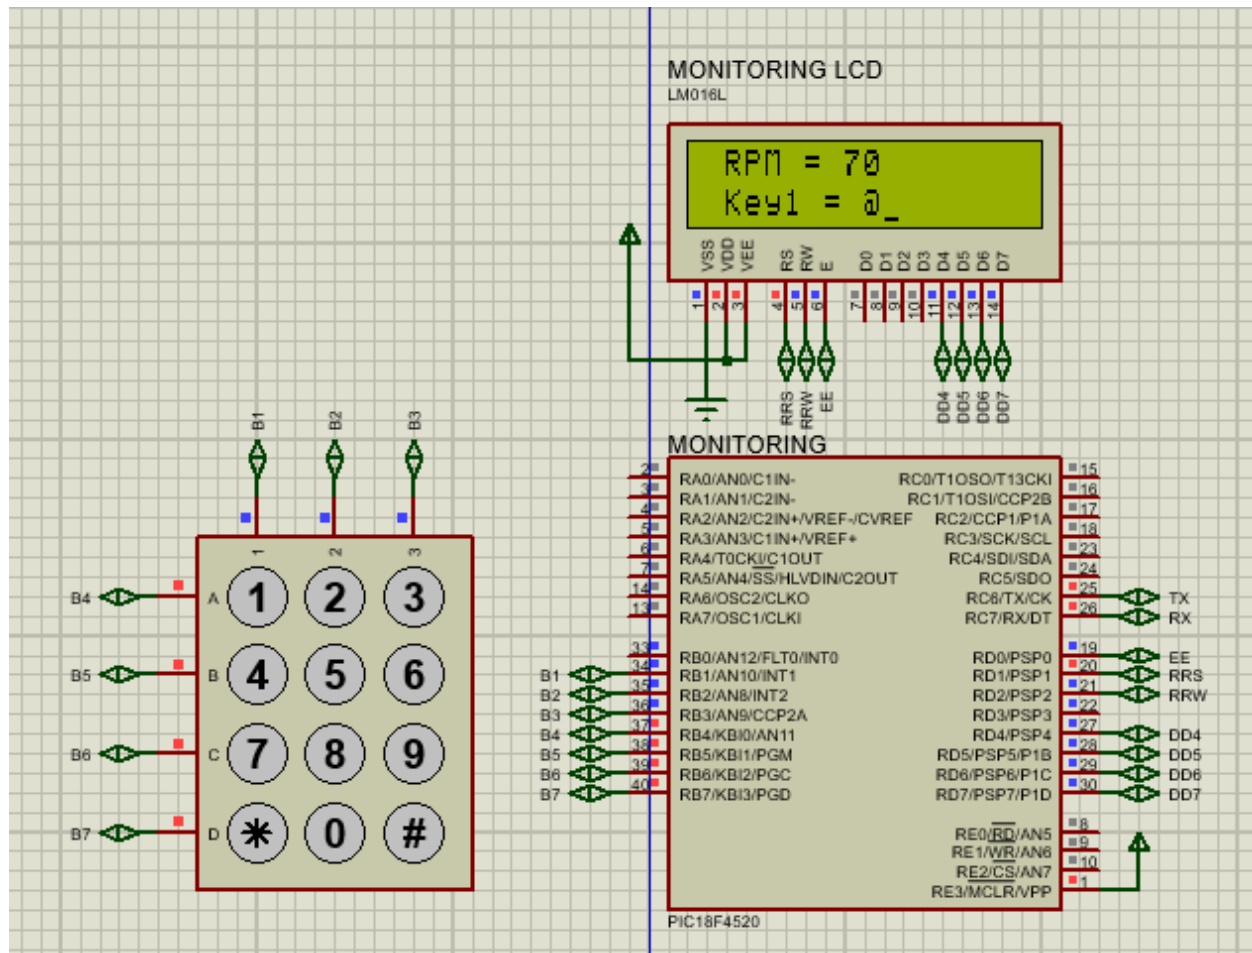 MONITORING LCD
LM016L
RPM = 70
Key1 = @_
VSS VDD VEE RS RW E D0 D1 D2 D3 D4 D5 D6 D7
1 2 3 4 5 6 7 8 9 10 11 12 13 14
RRS RRW EE DD4 DD5 DD6 DD7
B1 B2 B3
1 2 3
B4 A 1 2 3
B5 B 4 5 6
B6 C 7 8 9
B7 D * 0 #
MONITORING
2 RA0/AN0/C1IN- RC0/T1OSO/T13CKI 15
3 RA1/AN1/C2IN- RC1/T1OSI/CCP2B 16
4 RA2/AN2/C2IN+/VREF-/CVREF RC2/CCP1/P1A 17
5 RA3/AN3/C1IN+/VREF+ RC3/SCK/SCL 18
6 RA4/T0CKI/C1OUT RC4/SDI/SDA 23
7 RA5/AN4/SS/HLVDIN/C2OUT RC5/SDO 24
14 RA6/OSC2/CLKO RC6/TX/CK 25 TX
13 RA7/OSC1/CLKI RC7/RX/DT 26 RX
33 RB0/AN12/FLT0/INT0 RD0/PSP0 19 EE
B1 34 RB1/AN10/INT1 RD1/PSP1 20 RRS
B2 35 RB2/AN8/INT2 RD2/PSP2 21 RRW
B3 36 RB3/AN9/CCP2A RD3/PSP3 22
B4 37 RB4/KBI0/AN11 RD4/PSP4 27 DD4
B5 38 RB5/KBI1/PGM RD5/PSP5/P1B 28 DD5
B6 39 RB6/KBI2/PGC RD6/PSP6/P1C 29 DD6
B7 40 RB7/KBI3/PGD RD7/PSP7/P1D 30 DD7
RE0/RD/AN5 8
RE1/WR/AN6 9
RE2/CS/AN7 10
RE3/MCLR/VPP 1
PIC18F4520